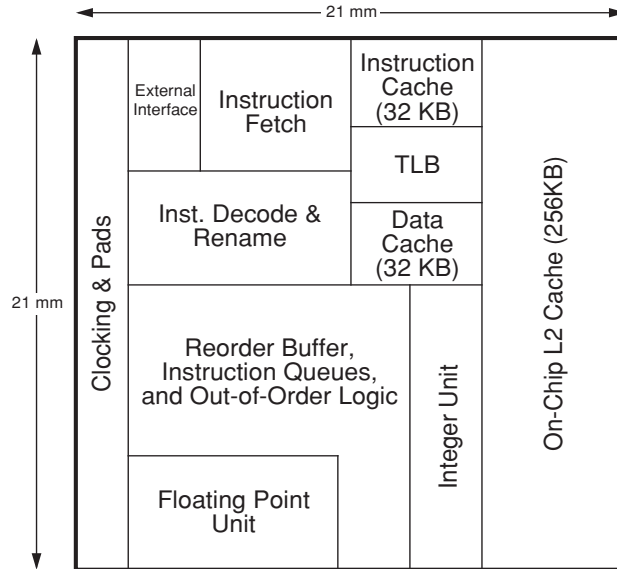 21 mm
21 mm
Clocking & Pads
External
Interface
Instruction
Fetch
Instruction
Cache
(32 KB)
TLB
Inst. Decode &
Rename
Data
Cache
(32 KB)
Reorder Buffer,
Instruction Queues,
and Out-of-Order Logic
Floating Point
Unit
Integer Unit
On-Chip L2 Cache (256KB)